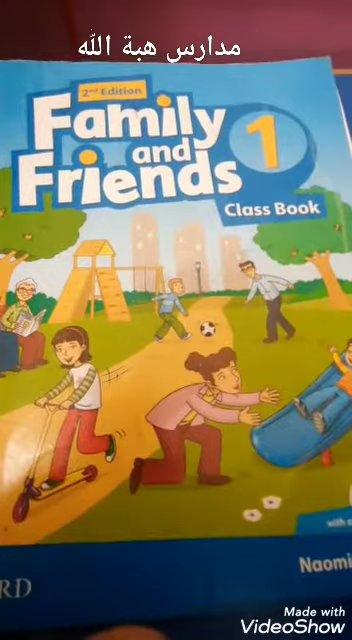 مدارس هبة الله
2nd Edition
Family
and
Friends
1
Class Book
with a
Naomi
RD
Made with
VideoShow